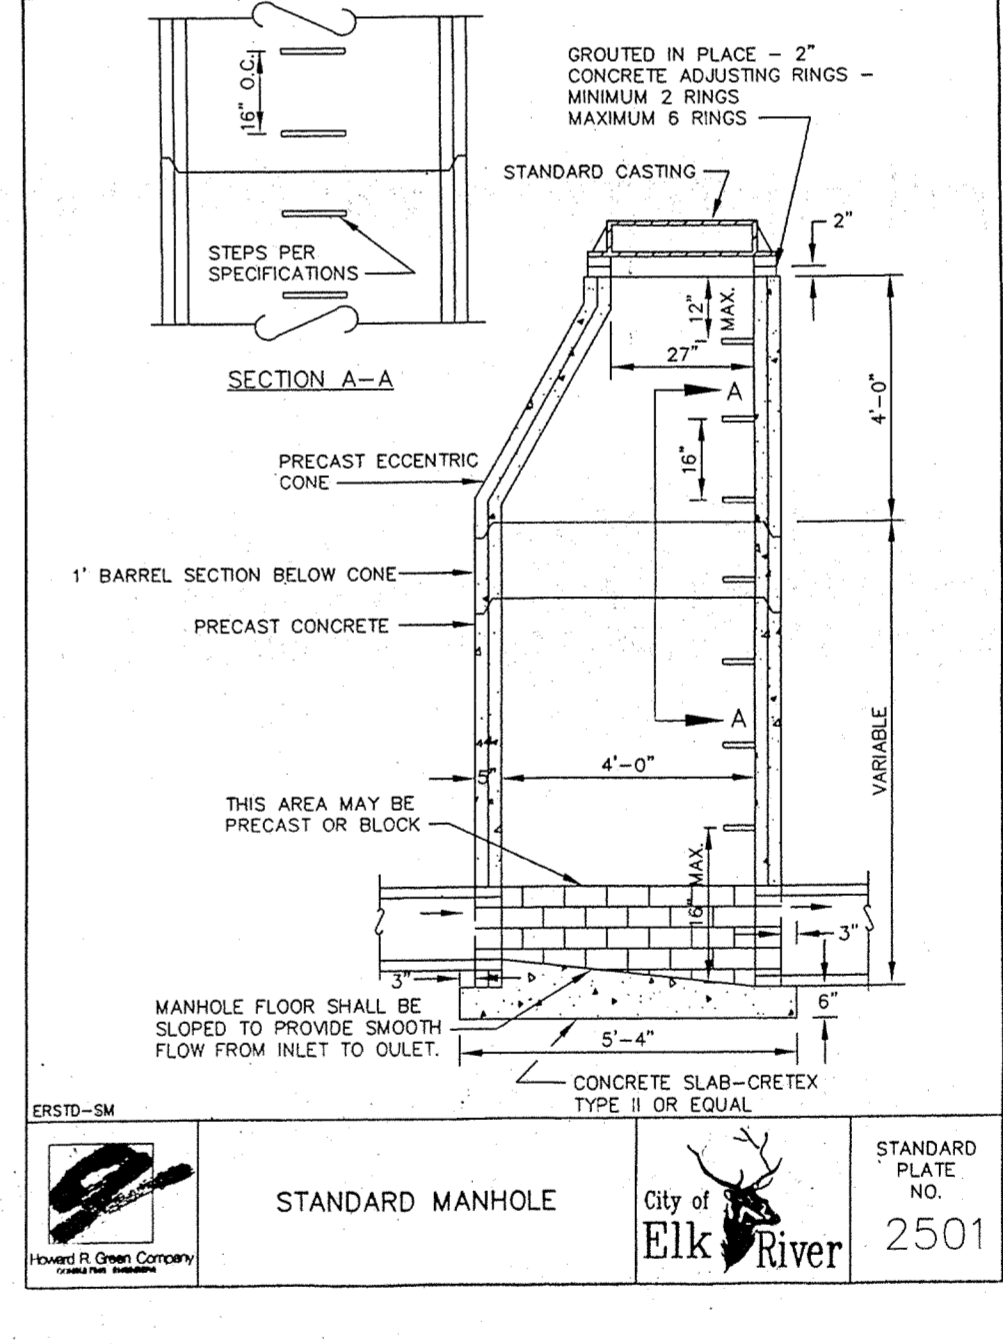 16" O.C.
STEPS PER
SPECIFICATIONS
SECTION A-A
GROUTED IN PLACE - 2"
CONCRETE ADJUSTING RINGS -
MINIMUM 2 RINGS
MAXIMUM 6 RINGS
STANDARD CASTING
2"
12" MAX.
27"
A
4'-0"
16"
PRECAST ECCENTRIC
CONE
1' BARREL SECTION BELOW CONE
PRECAST CONCRETE
A
VARIABLE
5"
4'-0"
THIS AREA MAY BE
PRECAST OR BLOCK
16" MAX.
3"
3"
6"
MANHOLE FLOOR SHALL BE
SLOPED TO PROVIDE SMOOTH
FLOW FROM INLET TO OULET.
5'-4"
CONCRETE SLAB-CRETEX
TYPE II OR EQUAL
ERSTD-SM
Howard R. Green Company
CONSULTING ENGINEERS
STANDARD MANHOLE
City of
Elk River
STANDARD
PLATE
NO.
2501